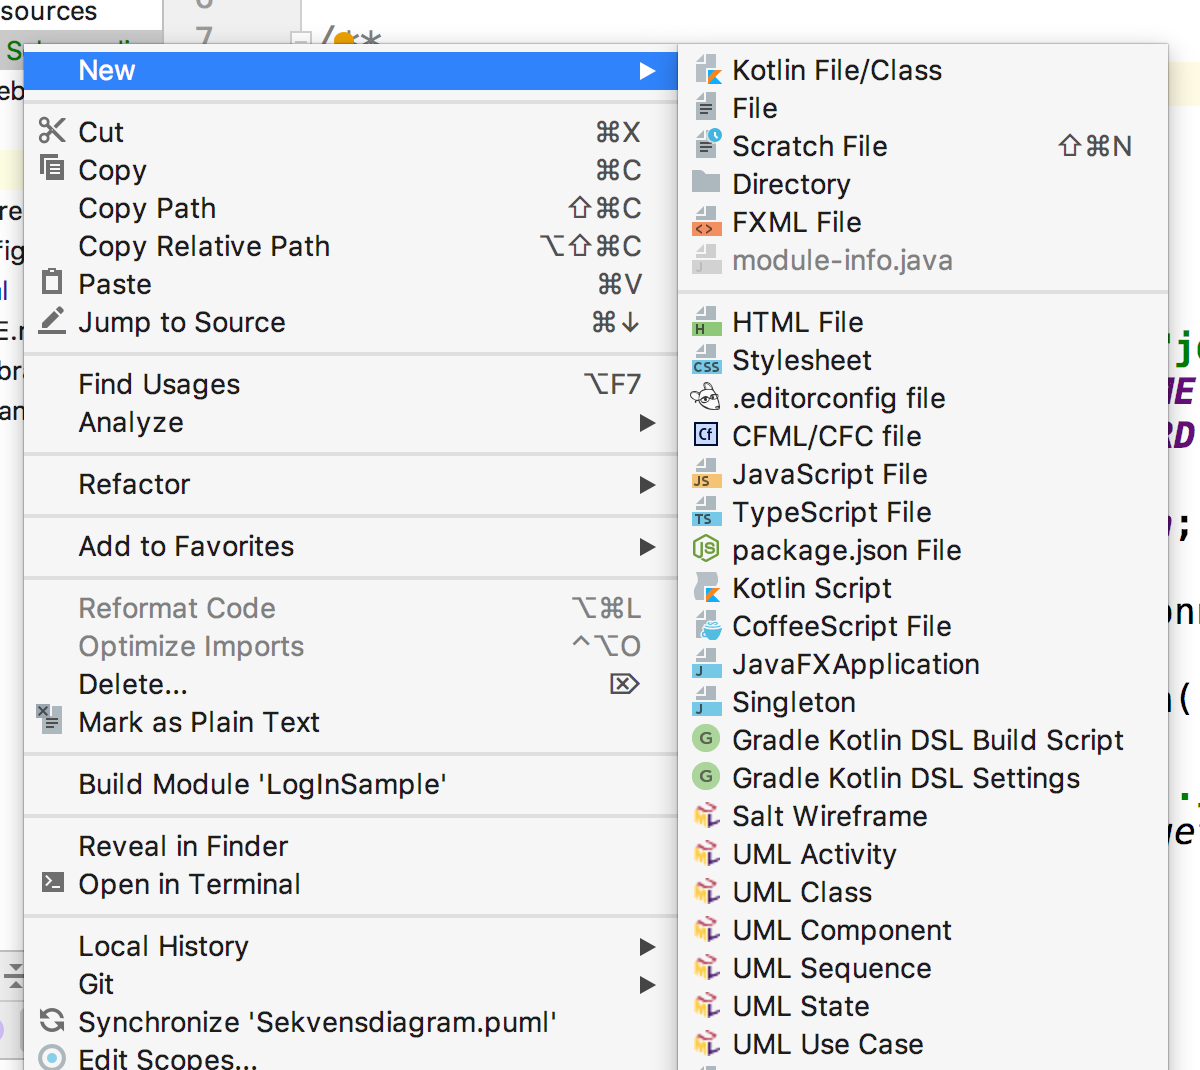 sources
6
7
/**
New
Cut ⌘X
Copy ⌘C
Copy Path ⇧⌘C
Copy Relative Path ⌥⇧⌘C
Paste ⌘V
Jump to Source ⌘↓
Find Usages ⌥F7
Analyze
Refactor
Add to Favorites
Reformat Code ⌥⌘L
Optimize Imports ^⌥O
Delete... ⌦
Mark as Plain Text
Build Module 'LogInSample'
Reveal in Finder
Open in Terminal
Local History
Git
Synchronize 'Sekvensdiagram.puml'
Edit Scopes...
Kotlin File/Class
File
Scratch File ⇧⌘N
Directory
FXML File
module-info.java
HTML File
Stylesheet
.editorconfig file
CFML/CFC file
JavaScript File
TypeScript File
package.json File
Kotlin Script
CoffeeScript File
JavaFXApplication
Singleton
Gradle Kotlin DSL Build Script
Gradle Kotlin DSL Settings
Salt Wireframe
UML Activity
UML Class
UML Component
UML Sequence
UML State
UML Use Case